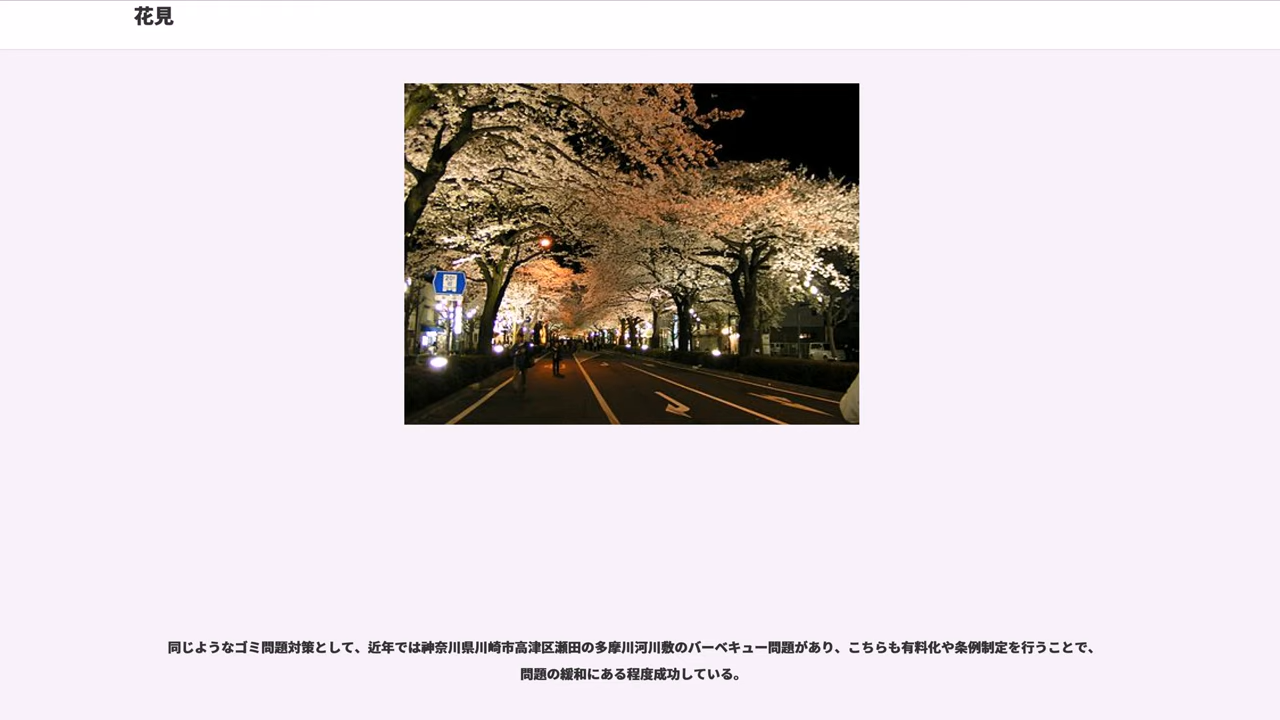 花見
同じようなゴミ問題対策として、近年では神奈川県川崎市高津区瀬田の多摩川河川敷のバーベキュー問題があり、こちらも有料化や条例制定を行うことで、
問題の緩和にある程度成功している。